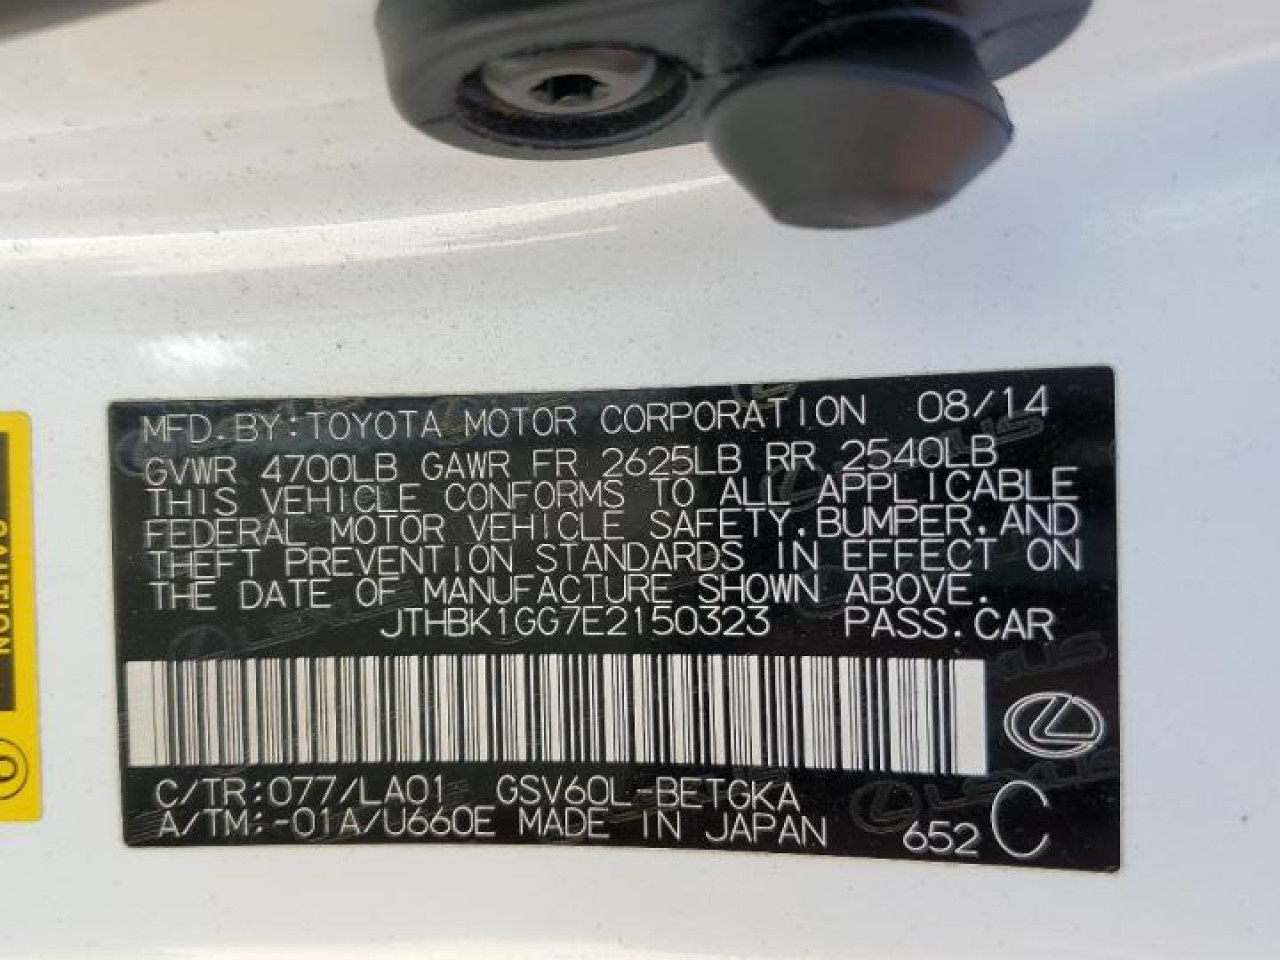 MFD.BY:TOYOTA MOTOR CORPORATION 08/14
GVWR 4700LB GAWR FR 2625LB RR 2540LB
THIS VEHICLE CONFORMS TO ALL APPLICABLE
FEDERAL MOTOR VEHICLE SAFETY,BUMPER,AND
THEFT PREVENTION STANDARDS IN EFFECT ON
THE DATE OF MANUFACTURE SHOWN ABOVE.
JTHBK1GG7E2150323 PASS.CAR
C/TR:077/LA01 GSV60L-BETGKA
A/TM:-01A/U660E MADE IN JAPAN 652 C
CAUTION
LEXUS